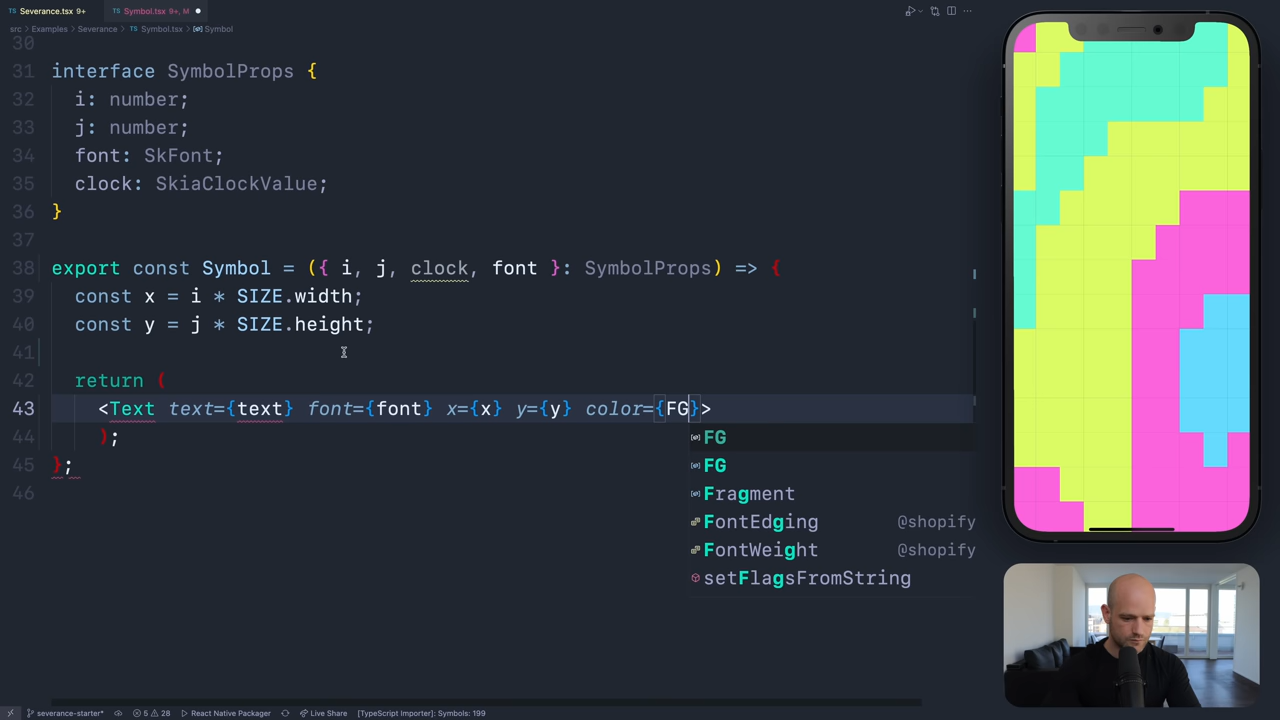 Severance.tsx 9+ Symbol.tsx 9+, M
src > Examples > Severance > Symbol.tsx > Symbol
30
31 interface SymbolProps {
32 i: number;
33 j: number;
34 font: SkFont;
35 clock: SkiaClockValue;
36 }
37
38 export const Symbol = ({ i, j, clock, font }: SymbolProps) => {
39 const x = i * SIZE.width;
40 const y = j * SIZE.height;
41
42 return (
43 <Text text={text} font={font} x={x} y={y} color={FG}>
FG
44 );
FG
45 };
Fragment
46
FontEdging @shopify
FontWeight @shopify
setFlagsFromString
severance-starter* 5 28 React Native Packager Live Share [TypeScript Importer]: Symbols: 199